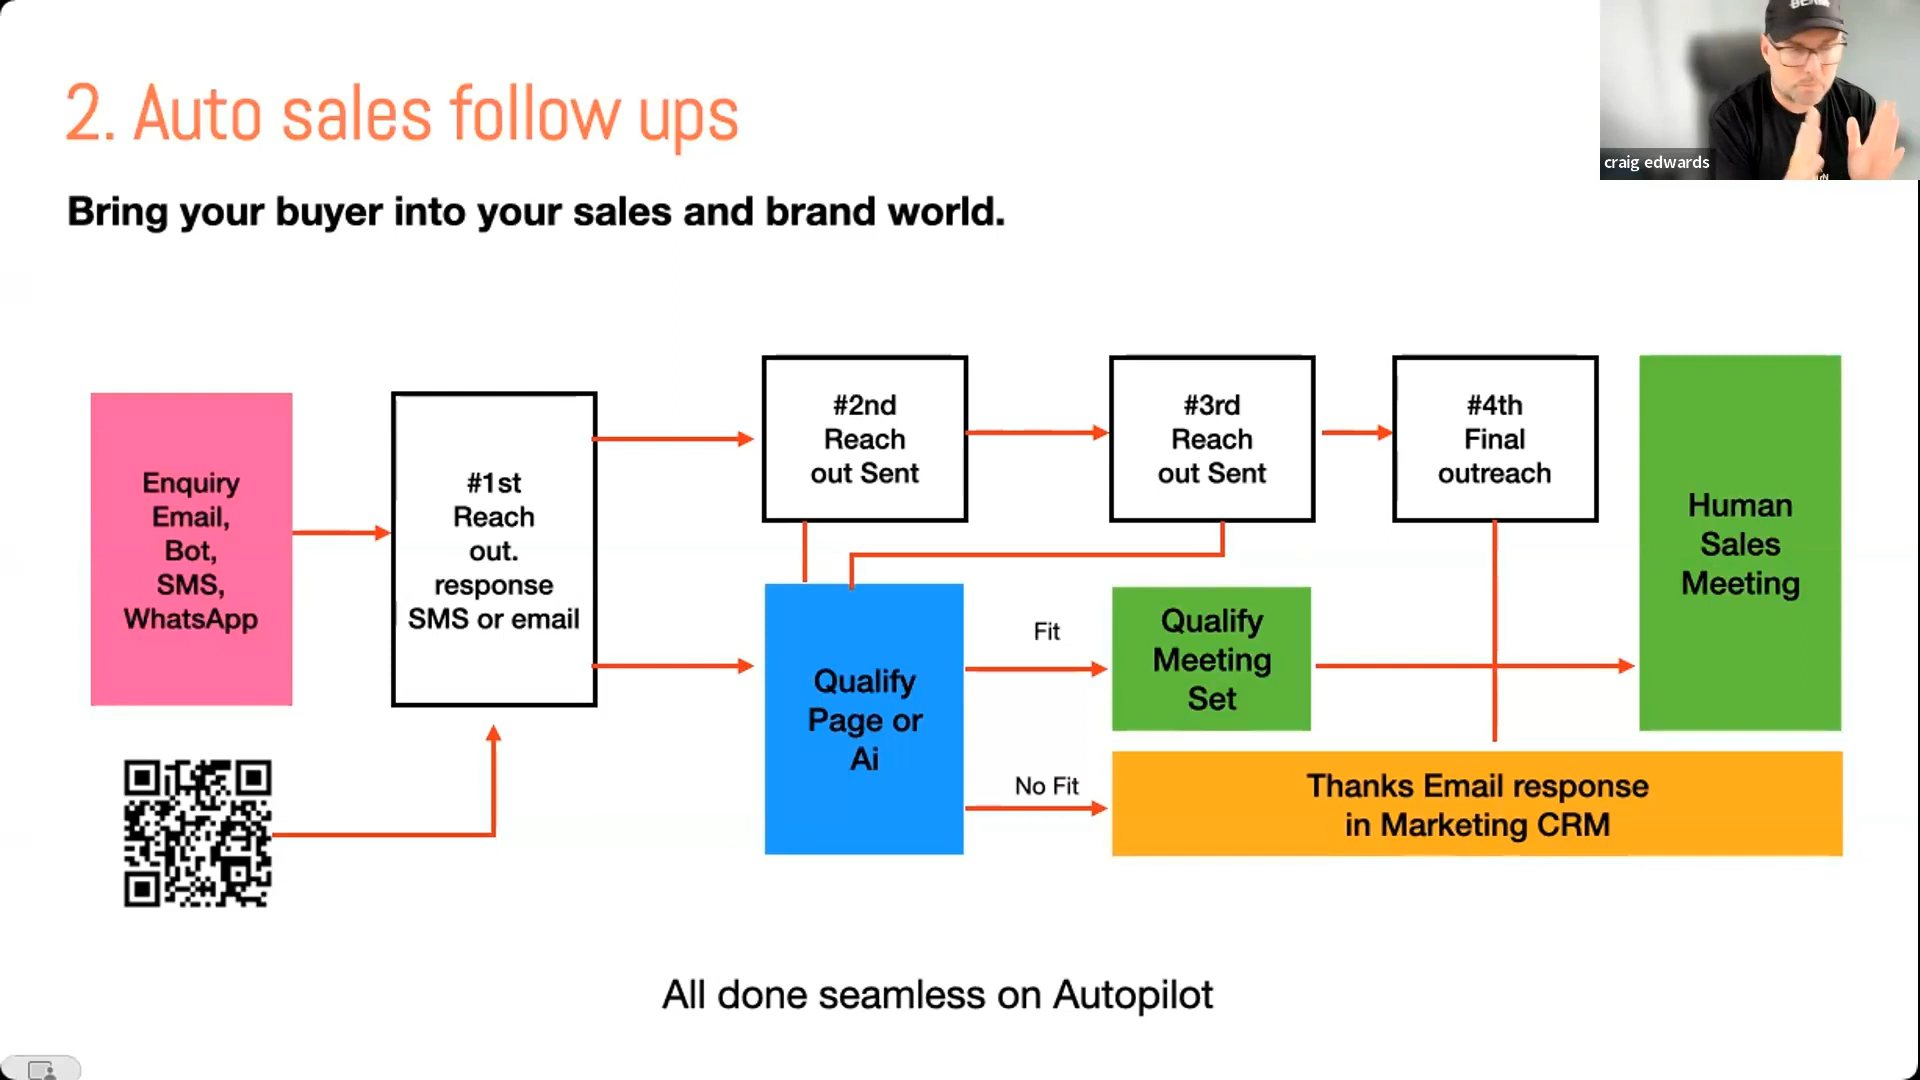 craig edwards
2. Auto sales follow ups
Bring your buyer into your sales and brand world.
Enquiry
Email,
Bot,
SMS,
WhatsApp
#1st
Reach
out.
response
SMS or email
#2nd
Reach
out Sent
#3rd
Reach
out Sent
#4th
Final
outreach
Human
Sales
Meeting
Qualify
Page or
Ai
Fit
Qualify
Meeting
Set
No Fit
Thanks Email response
in Marketing CRM
All done seamless on Autopilot